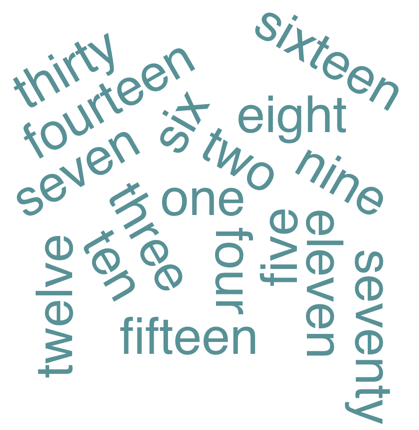 sixteen
thirty
fourteen
six
eight
seven
two
nine
one
three
ten
four
five
eleven
twelve
seventy
fifteen